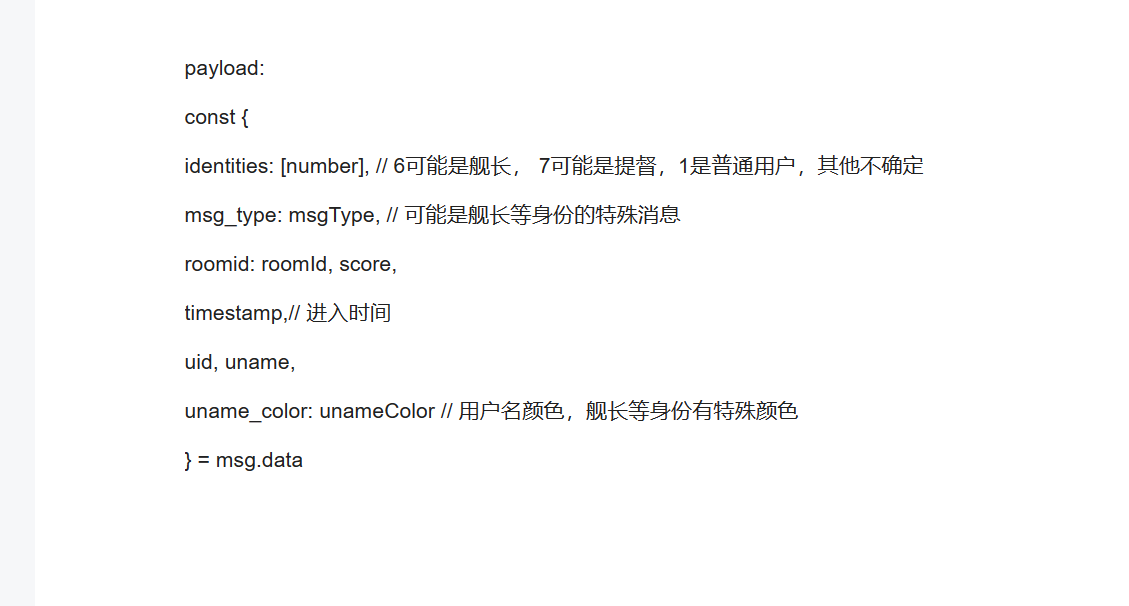 payload:
const {
identities: [number], // 6可能是舰长， 7可能是提督，1是普通用户，其他不确定
msg_type: msgType, // 可能是舰长等身份的特殊消息
roomid: roomId, score,
timestamp,// 进入时间
uid, uname,
uname_color: unameColor // 用户名颜色，舰长等身份有特殊颜色
} = msg.data